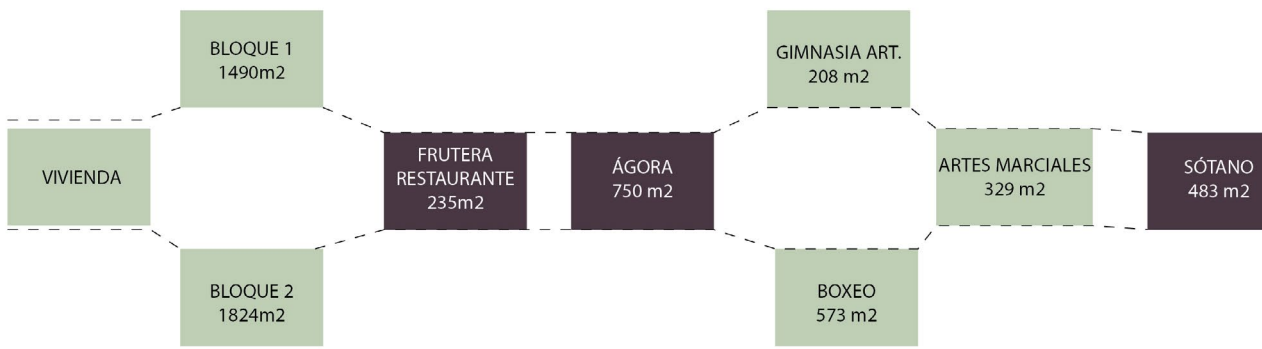 BLOQUE 1
1490m2
GIMNASIA ART.
208 m2
VIVIENDA
FRUTERA
RESTAURANTE
235m2
ÁGORA
750 m2
ARTES MARCIALES
329 m2
SÓTANO
483 m2
BLOQUE 2
1824m2
BOXEO
573 m2